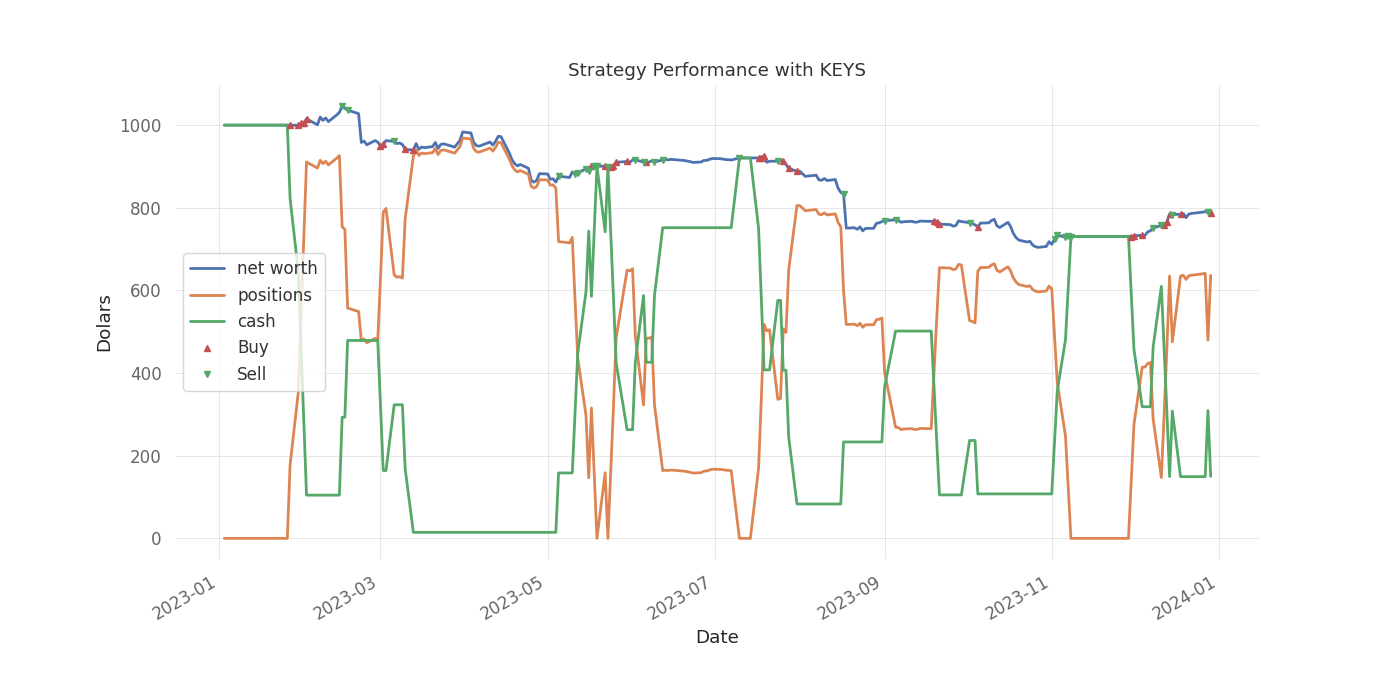 Strategy Performance with KEYS
Dolars
1000
800
600
400
200
0
net worth
positions
cash
Buy
Sell
2023-01
2023-03
2023-05
2023-07
2023-09
2023-11
2024-01
Date